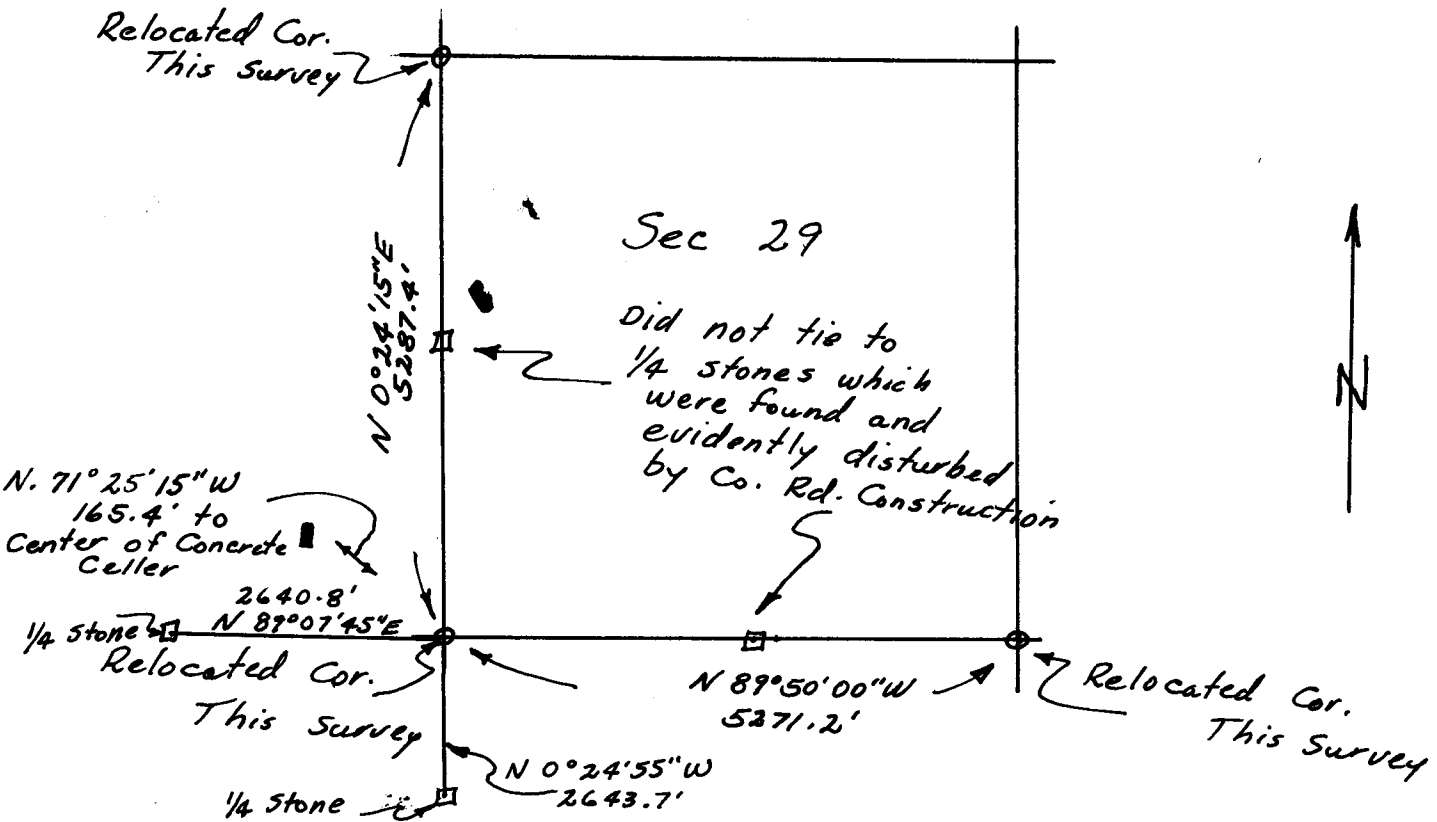 Relocated Cor.
This Survey
Sec 29
N 0°24'15"E
5287.4'
Did not tie to
1/4 stones which
were found and
evidently disturbed
by Co. Rd. Construction
N
N. 71°25'15"W
165.4' to
Center of Concrete
Celler
2640.8'
N 89°07'45"E
1/4 Stone
Relocated Cor.
This Survey
N 89°50'00"W
5271.2'
Relocated Cor.
This Survey
N 0°24'55"W
2643.7'
1/4 Stone